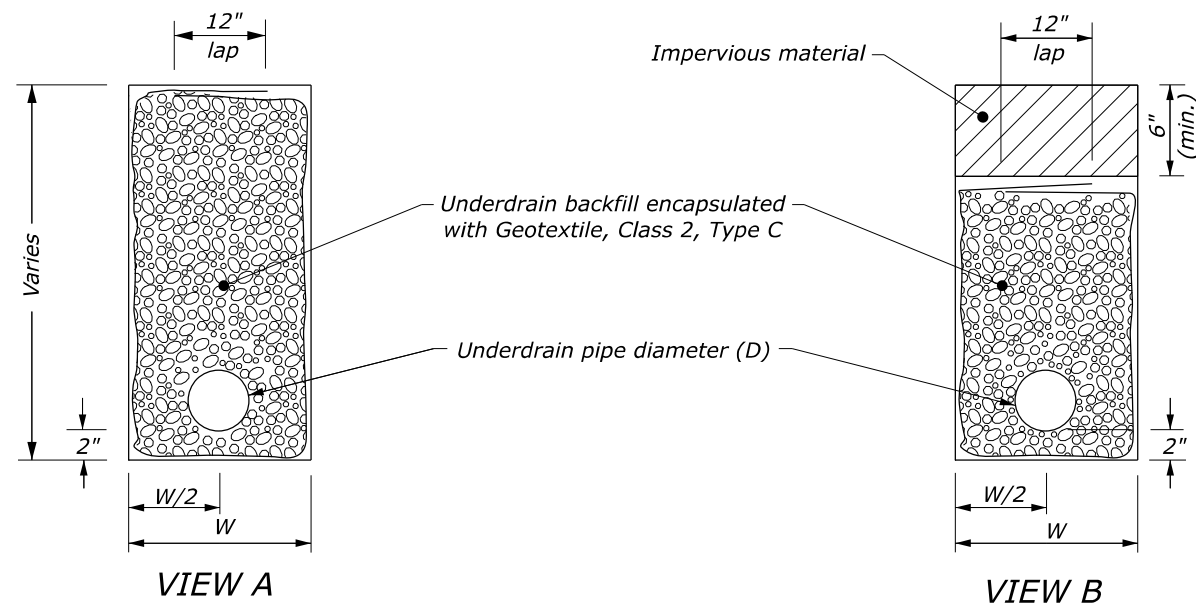 12"
lap
Impervious material
12"
lap
6"
(min.)
Underdrain backfill encapsulated
with Geotextile, Class 2, Type C
Varies
Underdrain pipe diameter (D)
2"
2"
W/2
W
W/2
W
VIEW A
VIEW B